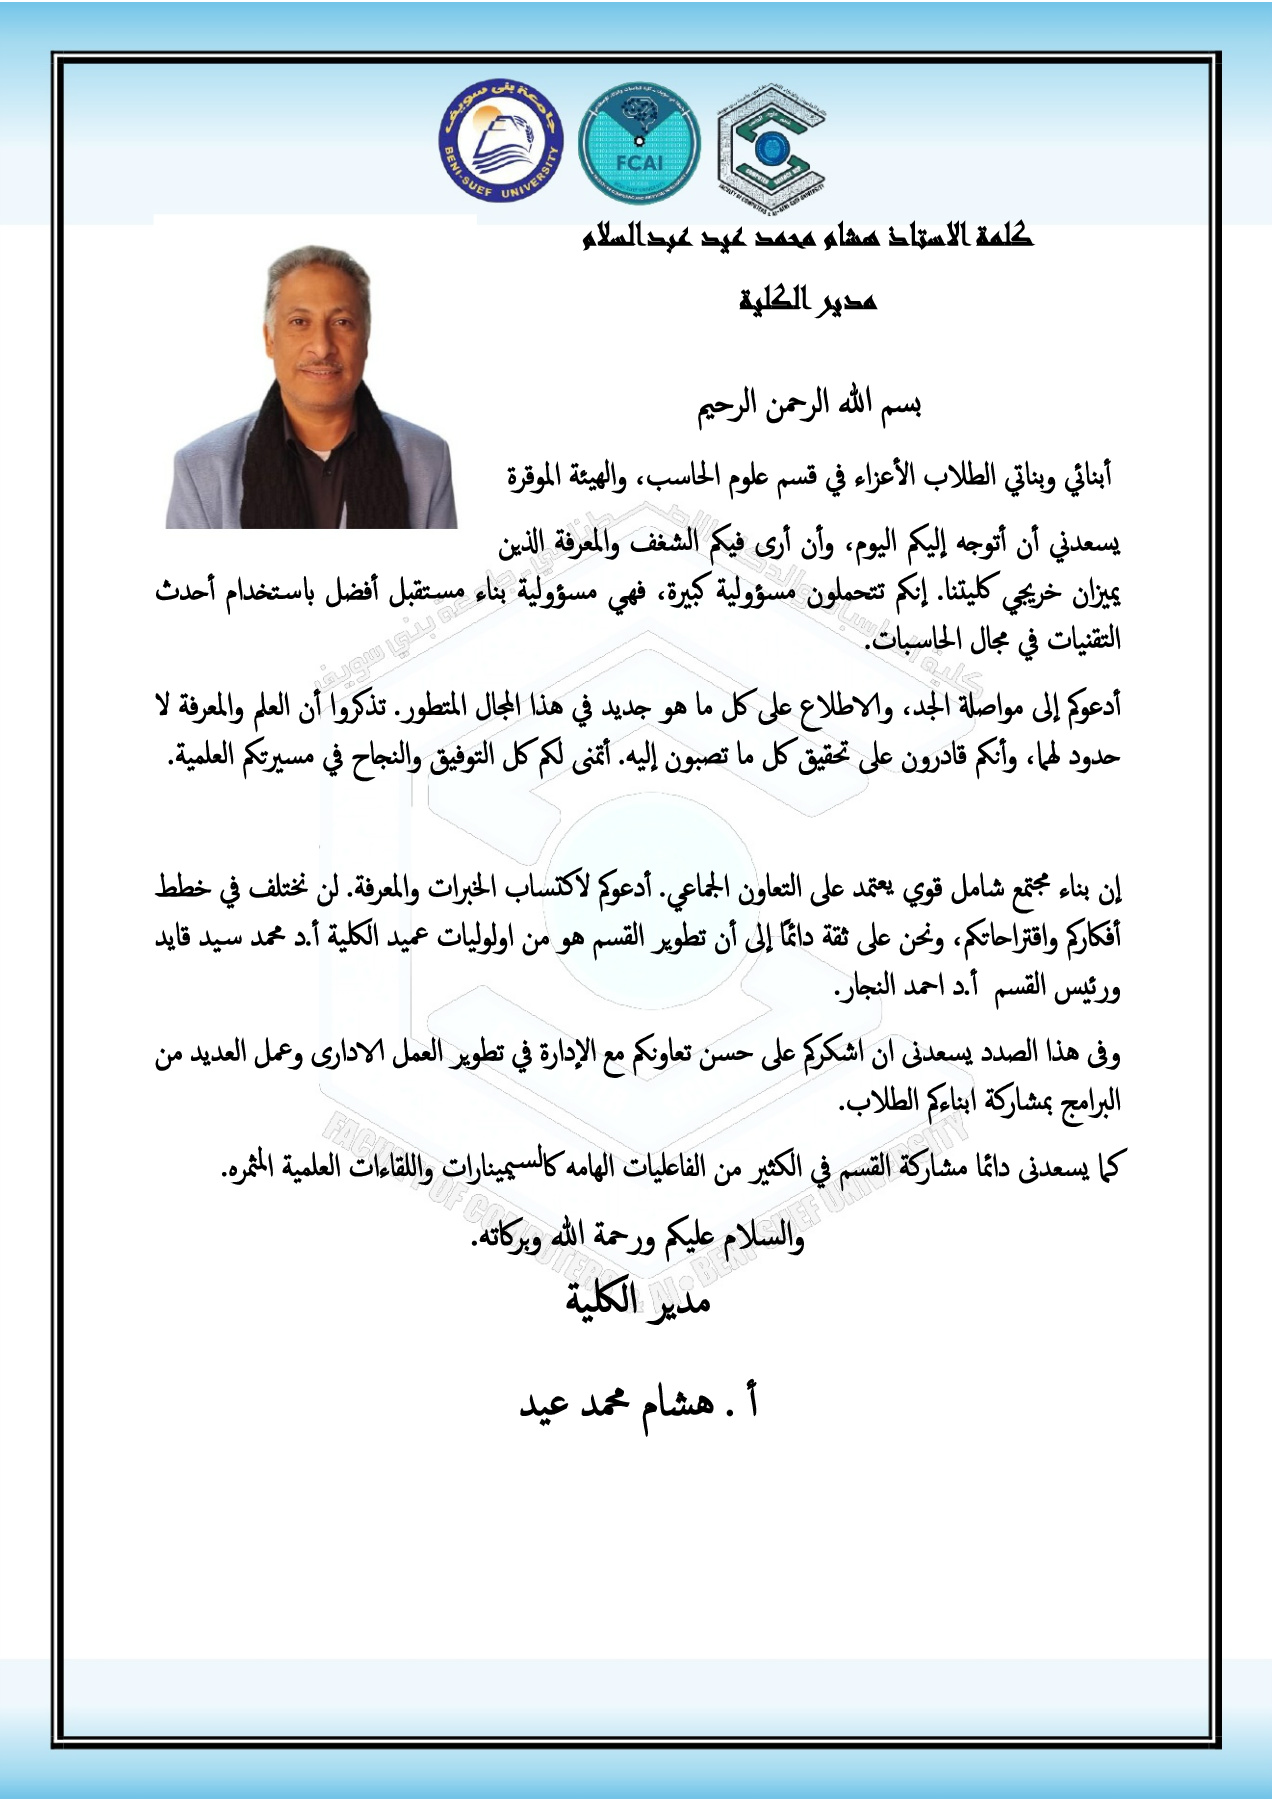 جامعة بنى سويف
BENI-SUEF UNIVERSITY
FCAI
كلمة الاستاذ هشام محمد عيد عبدالسلام
مدير الكلية
بسم الله الرحمن الرحيم
أبنائي وبناتي الطلاب الأعزاء في قسم علوم الحاسب، والهيئة الموقرة
يسعدني أن أتوجه إليكم اليوم، وأن أرى فيكم الشغف والمعرفة الذين
يميزان خريجي كليتنا. إنكم تتحملون مسؤولية كبيرة، فهي مسؤولية بناء مستقبل أفضل باستخدام أحدث
التقنيات في مجال الحاسبات.
أدعوكم إلى مواصلة الجد، والاطلاع على كل ما هو جديد في هذا المجال المتطور. تذكروا أن العلم والمعرفة لا
حدود لهما، وأنكم قادرون على تحقيق كل ما تصبون إليه. أتمنى لكم كل التوفيق والنجاح في مسيرتكم العلمية.
إن بناء مجتمع شامل قوي يعتمد على التعاون الجماعي. أدعوكم لاكتساب الخبرات والمعرفة. لن نختلف في خطط
أفكاركم واقتراحاتكم، ونحن على ثقة دائمًا إلى أن تطوير القسم هو من اولوليات عميد الكلية أ.د محمد سيد قايد
ورئيس القسم أ.د احمد النجار.
وفى هذا الصدد يسعدنى ان اشكركم على حسن تعاونكم مع الإدارة في تطوير العمل الادارى وعمل العديد من
البرامج بمشاركة ابناءكم الطلاب.
كما يسعدنى دائما مشاركة القسم في الكثير من الفاعليات الهامه كالسيمينارات واللقاءات العلمية المثمره.
والسلام عليكم ورحمة الله وبركاته.
مدير الكلية
أ . هشام محمد عيد
FACULTY OF COMPUTERS & AI • BENI-SUEF UNIVERSITY